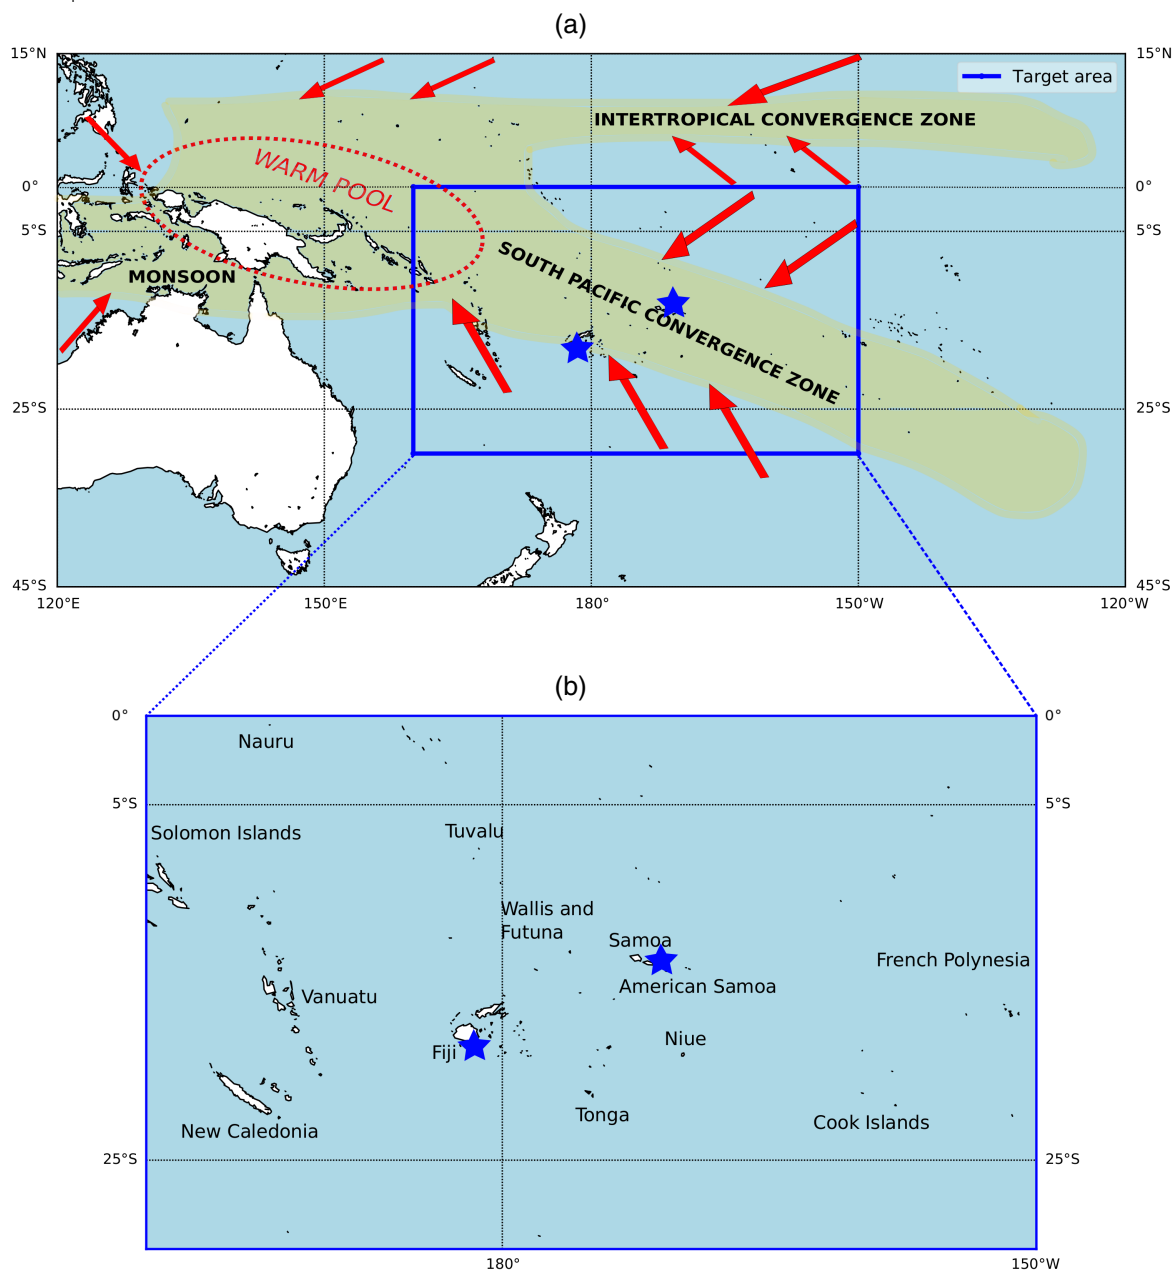 (a)
15°N
15°N
Target area
INTERTROPICAL CONVERGENCE ZONE
WARM POOL
0°
0°
5°S
5°S
SOUTH PACIFIC CONVERGENCE ZONE
MONSOON
25°S
25°S
45°S
45°S
120°E
150°E
180°
150°W
120°W
(b)
0°
0°
Nauru
5°S
5°S
Solomon Islands
Tuvalu
Wallis and
Futuna
Samoa
French Polynesia
American Samoa
Vanuatu
Niue
Fiji
Tonga
Cook Islands
New Caledonia
25°S
25°S
180°
150°W